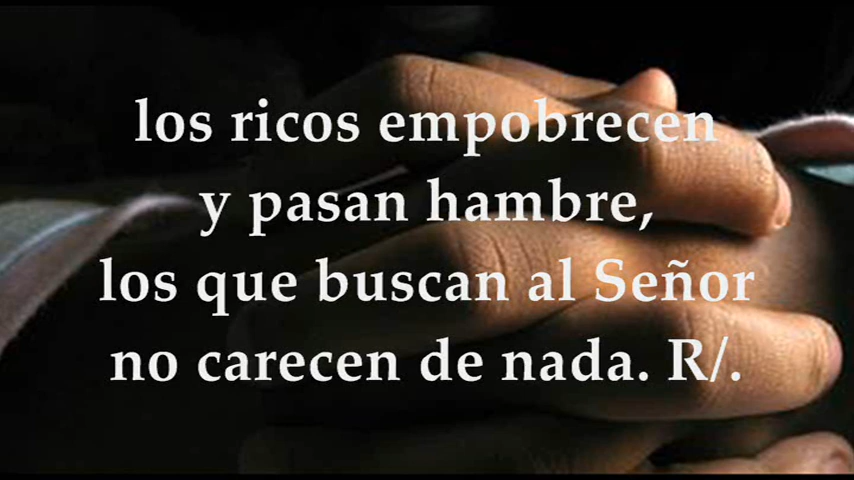 los ricos empobrecen
y pasan hambre,
los que buscan al Señor
no carecen de nada. R/.